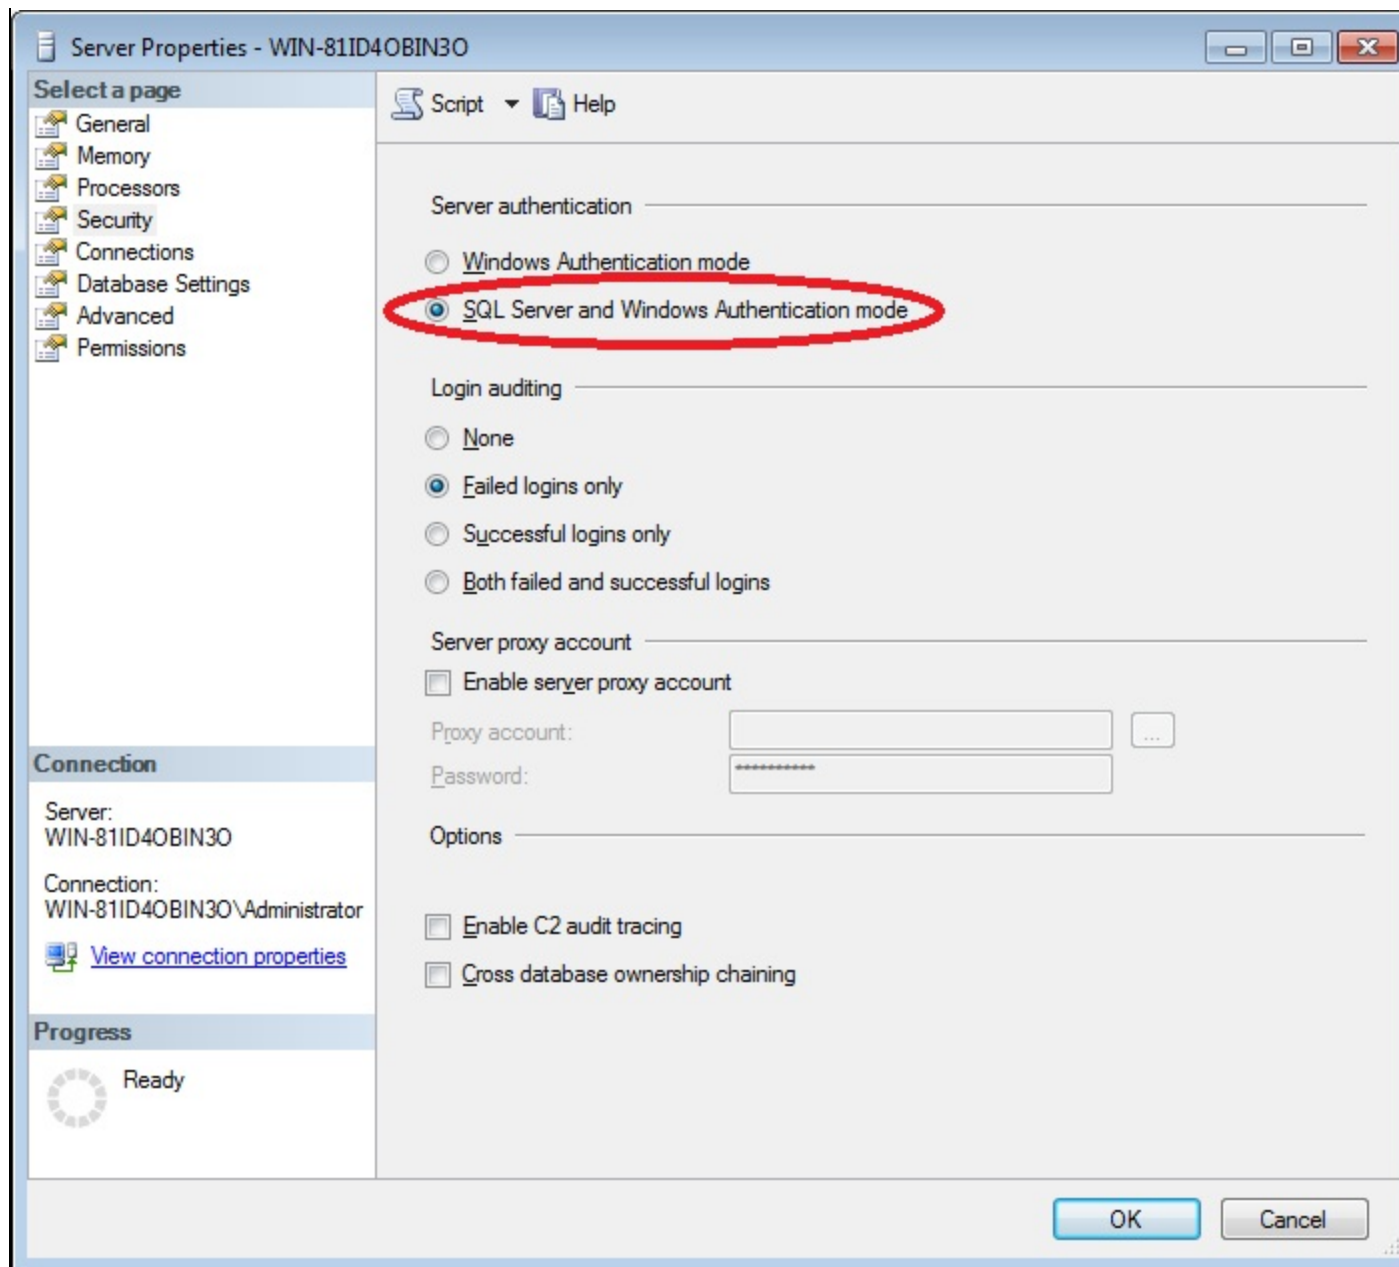 Server Properties - WIN-81ID4OBIN3O
Select a page
General
Memory
Processors
Security
Connections
Database Settings
Advanced
Permissions
Connection
Server:
WIN-81ID4OBIN3O
Connection:
WIN-81ID4OBIN3O\Administrator
View connection properties
Progress
Ready
Script Help
Server authentication
Windows Authentication mode
SQL Server and Windows Authentication mode
Login auditing
None
Failed logins only
Successful logins only
Both failed and successful logins
Server proxy account
Enable server proxy account
Proxy account:
...
Password: **********
Options
Enable C2 audit tracing
Cross database ownership chaining
OK Cancel